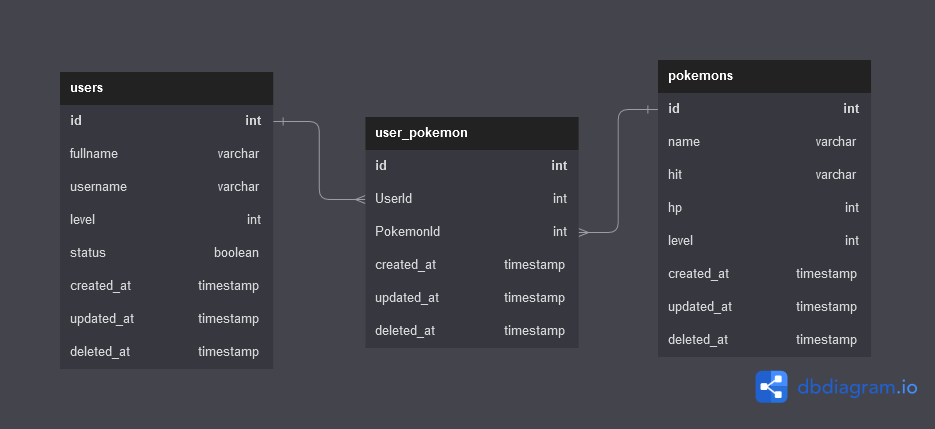 users
id int
fullname varchar
username varchar
level int
status boolean
created_at timestamp
updated_at timestamp
deleted_at timestamp
user_pokemon
id int
UserId int
PokemonId int
created_at timestamp
updated_at timestamp
deleted_at timestamp
pokemons
id int
name varchar
hit varchar
hp int
level int
created_at timestamp
updated_at timestamp
deleted_at timestamp
dbdiagram.io